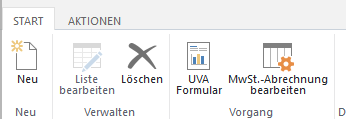 START AKTIONEN
Neu Liste bearbeiten Löschen UVA Formular MwSt.-Abrechnung bearbeiten
Neu Verwalten Vorgang D